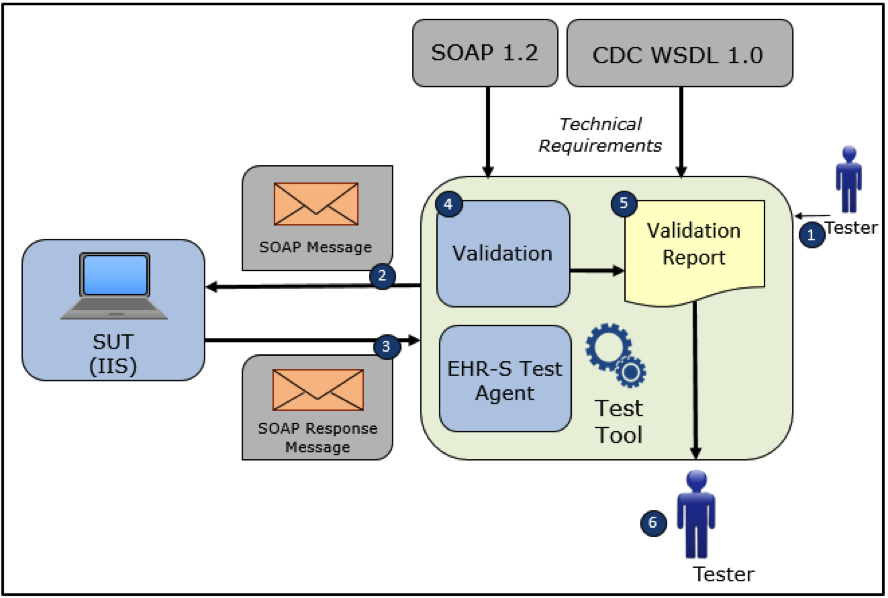 SOAP 1.2
CDC WSDL 1.0
Technical
Requirements
1
Tester
SOAP Message
2
SUT
(IIS)
3
SOAP Response
Message
4
Validation
5
Validation
Report
EHR-S Test
Agent
Test
Tool
6
Tester